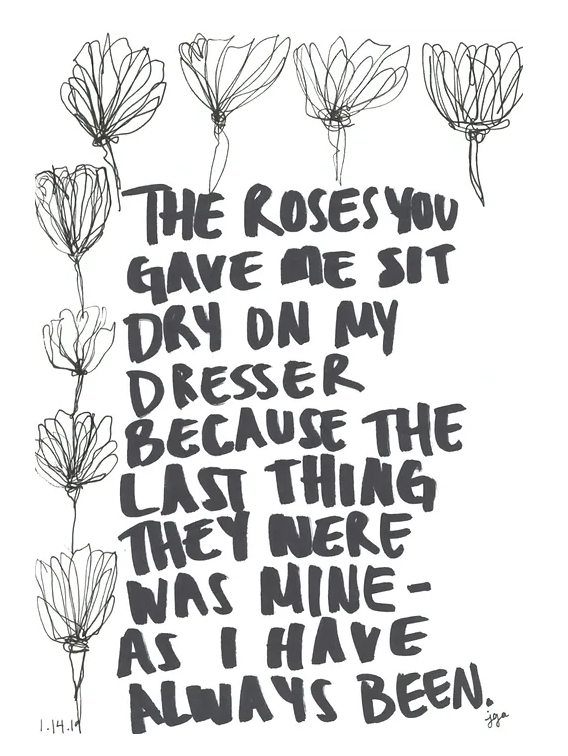 THE ROSES YOU
GAVE ME SIT
DRY ON MY
DRESSER
BECAUSE THE
LAST THING
THEY WERE
WAS MINE-
AS I HAVE
ALWAYS BEEN.
jga
1.14.19